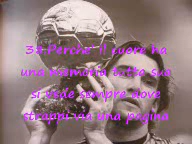 3x Perche' il cuore ha
una memoria tutta sua
si vede sempre dove
strappi via una pagina